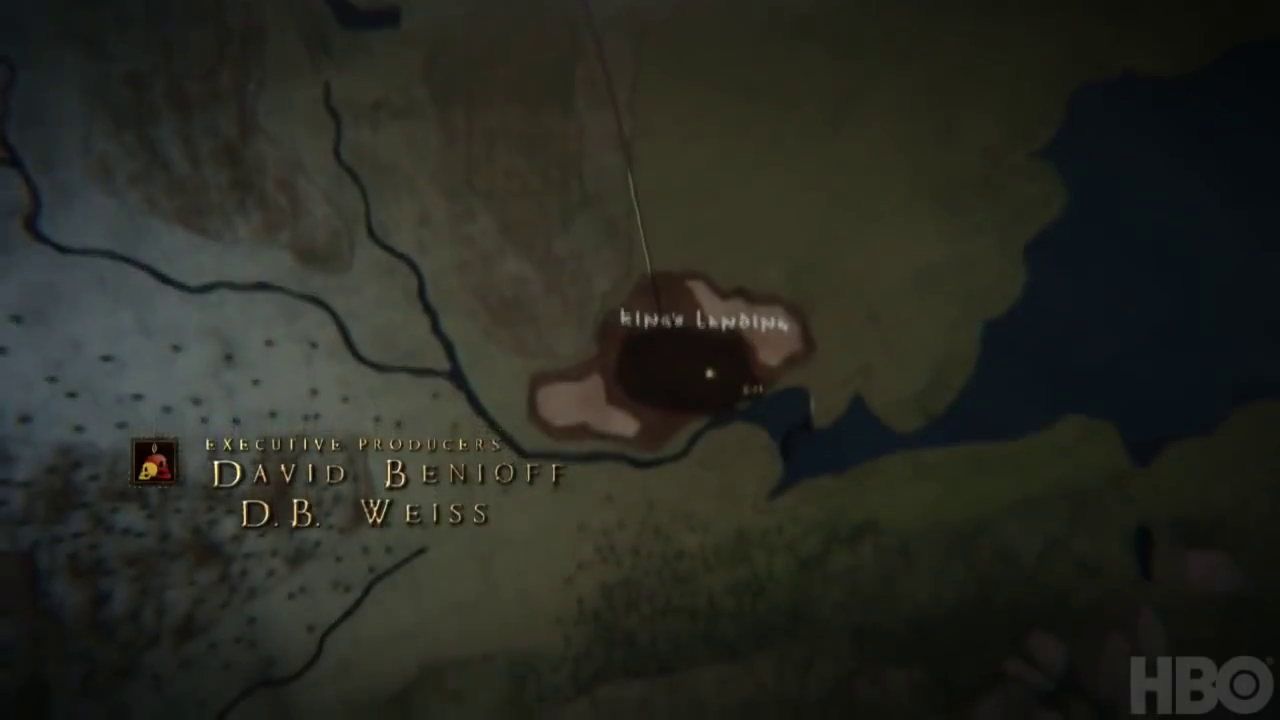 King's Landing
EXECUTIVE PRODUCERS
DAVID BENIOFF
D.B. WEISS
HBO